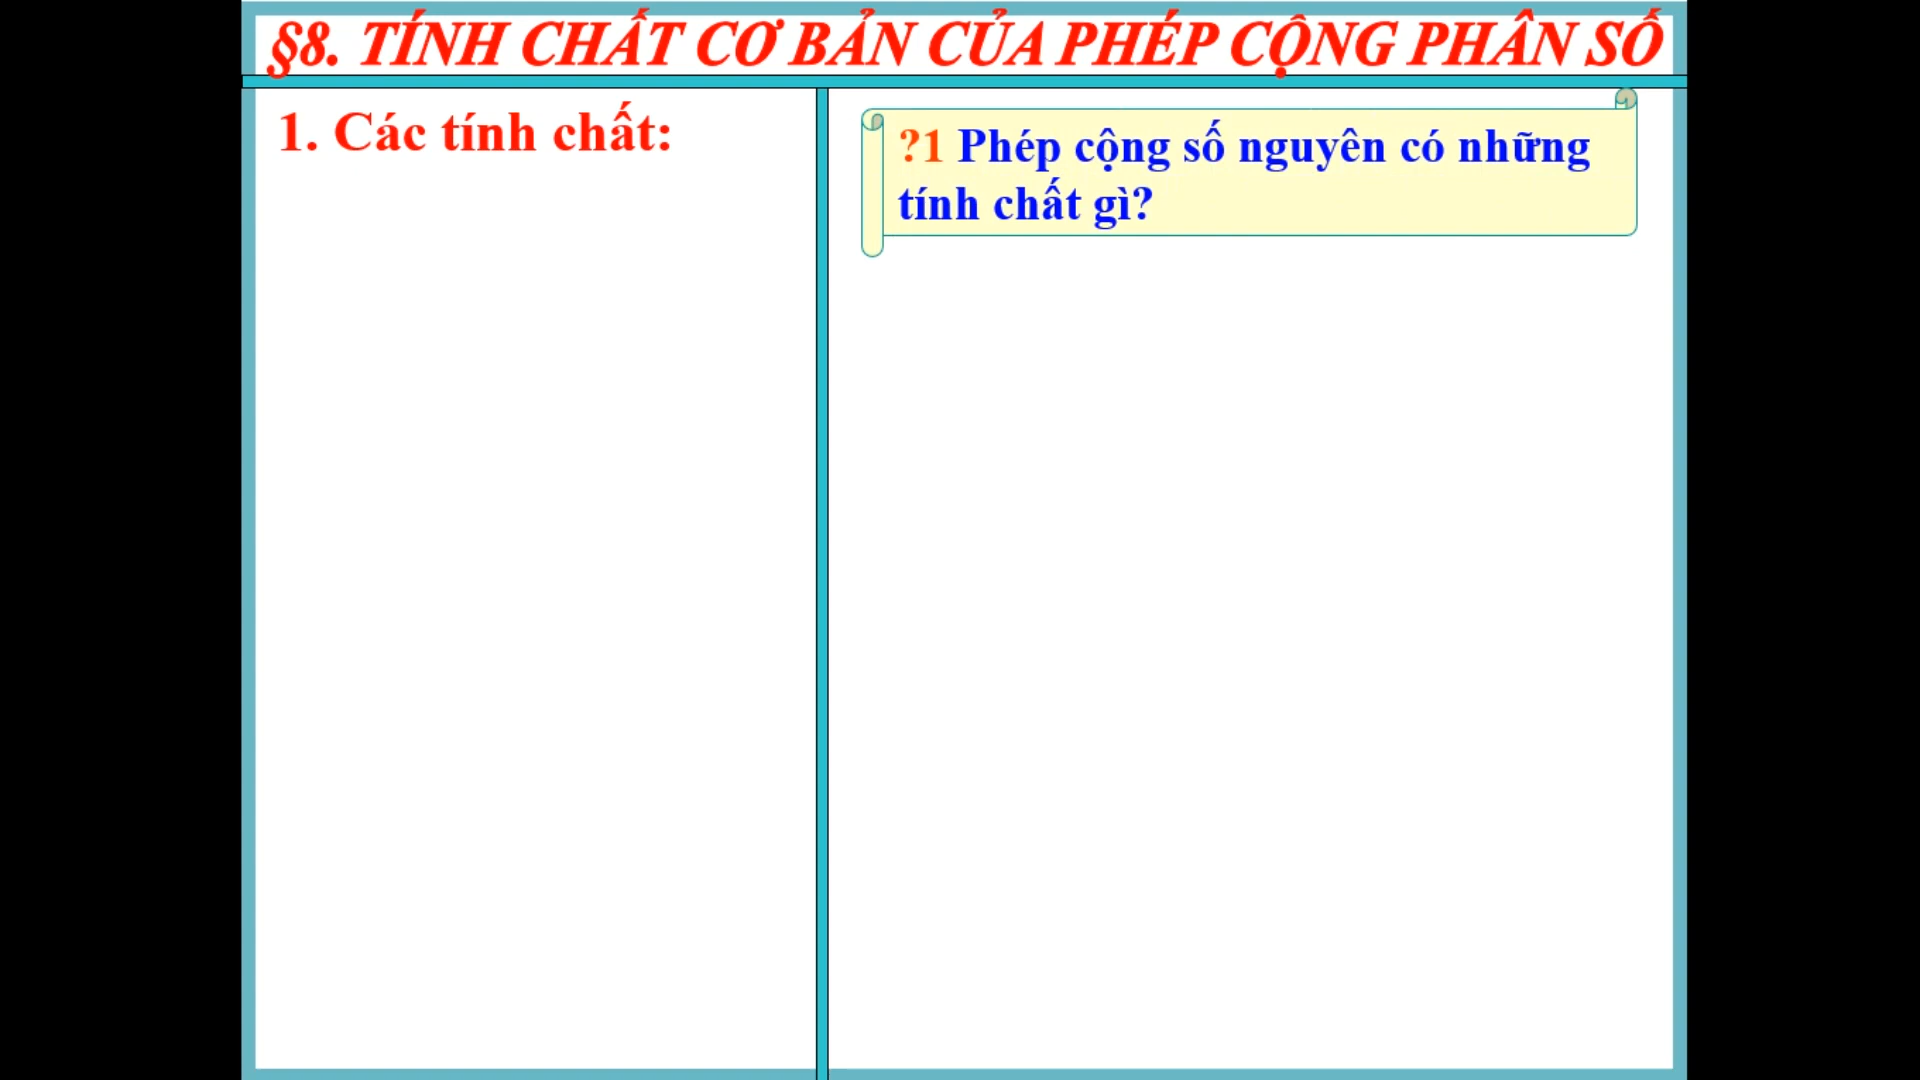 §8. TÍNH CHẤT CƠ BẢN CỦA PHÉP CỘNG PHÂN SỐ
1. Các tính chất:
?1 Phép cộng số nguyên có những
tính chất gì?